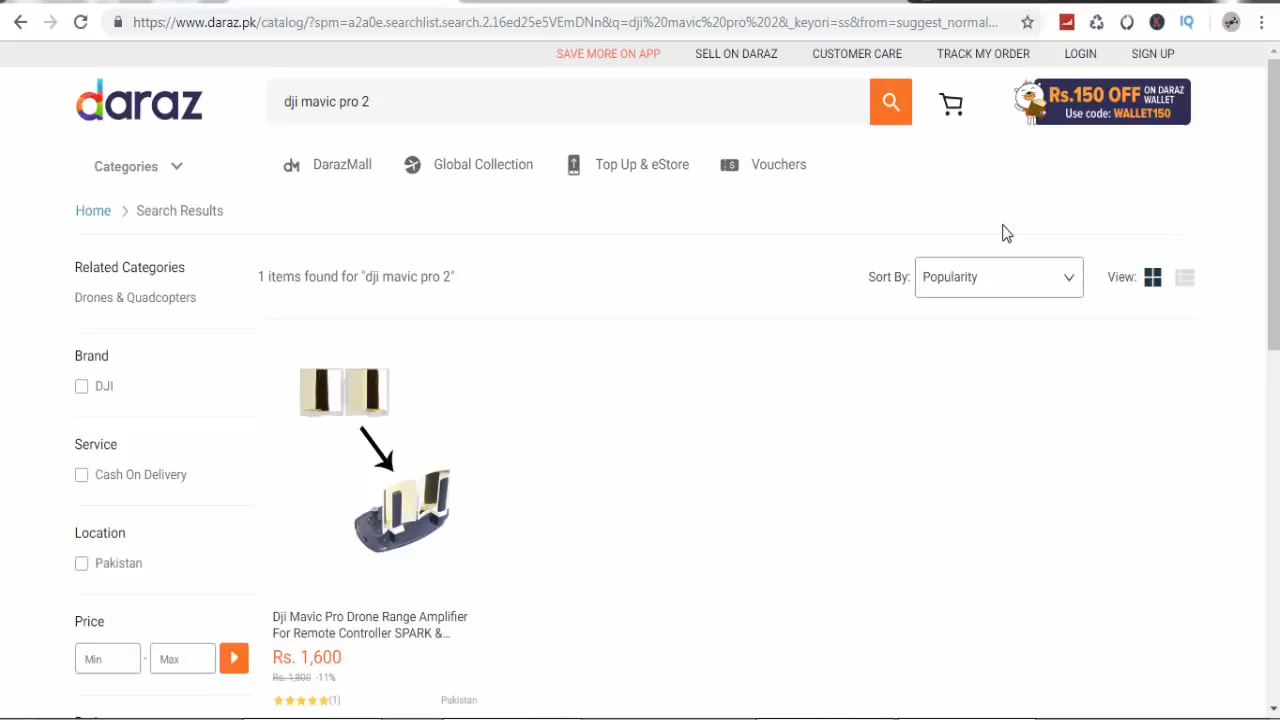 https://www.daraz.pk/catalog/?spm=a2a0e.searchlist.search.2.16ed25e5VEmDNn&q=dji%20mavic%20pro%202&_keyori=ss&from=suggest_normal...
SAVE MORE ON APP SELL ON DARAZ CUSTOMER CARE TRACK MY ORDER LOGIN SIGN UP
daraz
dji mavic pro 2
Rs.150 OFF ON DARAZ WALLET
Use code: WALLET150
Categories DarazMall Global Collection Top Up & eStore Vouchers
Home Search Results
Related Categories
Drones & Quadcopters
1 items found for "dji mavic pro 2"
Sort By: Popularity View:
Brand
DJI
Service
Cash On Delivery
Location
Pakistan
Price
Min - Max
Dji Mavic Pro Drone Range Amplifier
For Remote Controller SPARK &...
Rs. 1,600
Rs. 1,800 -11%
(1) Pakistan